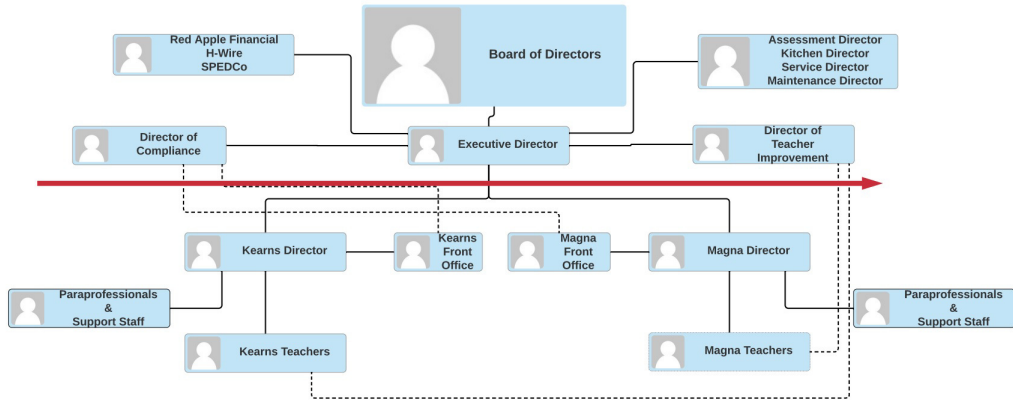 Red Apple Financial
H-Wire
SPEDCo
Board of Directors
Assessment Director
Kitchen Director
Service Director
Maintenance Director
Director of
Compliance
Executive Director
Director of
Teacher
Improvement
Kearns Director
Kearns
Front
Office
Magna
Front
Office
Magna Director
Paraprofessionals
&
Support Staff
Paraprofessionals
&
Support Staff
Kearns Teachers
Magna Teachers